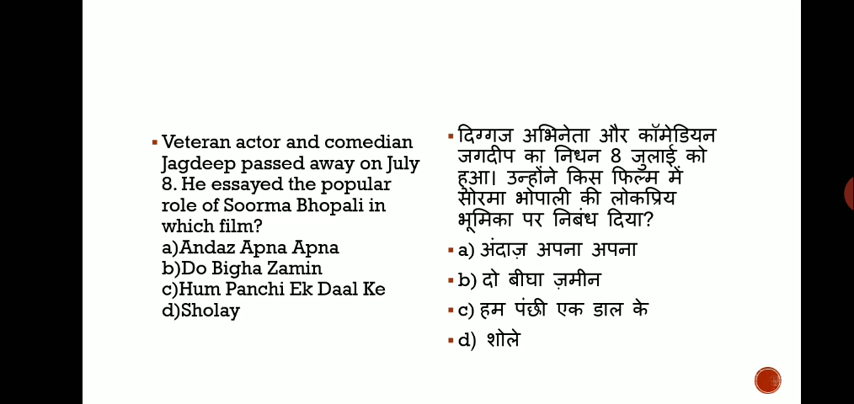 ▪ Veteran actor and comedian
Jagdeep passed away on July
8. He essayed the popular
role of Soorma Bhopali in
which film?
a)Andaz Apna Apna
b)Do Bigha Zamin
c)Hum Panchi Ek Daal Ke
d)Sholay
▪ दिग्गज अभिनेता और कॉमेडियन
जगदीप का निधन 8 जुलाई को
हुआ। उन्होंने किस फिल्म में
सोरमा भोपाली की लोकप्रिय
भूमिका पर निबंध दिया?
▪ a) अंदाज़ अपना अपना
▪ b) दो बीघा ज़मीन
▪ c) हम पंछी एक डाल के
▪ d) शोले